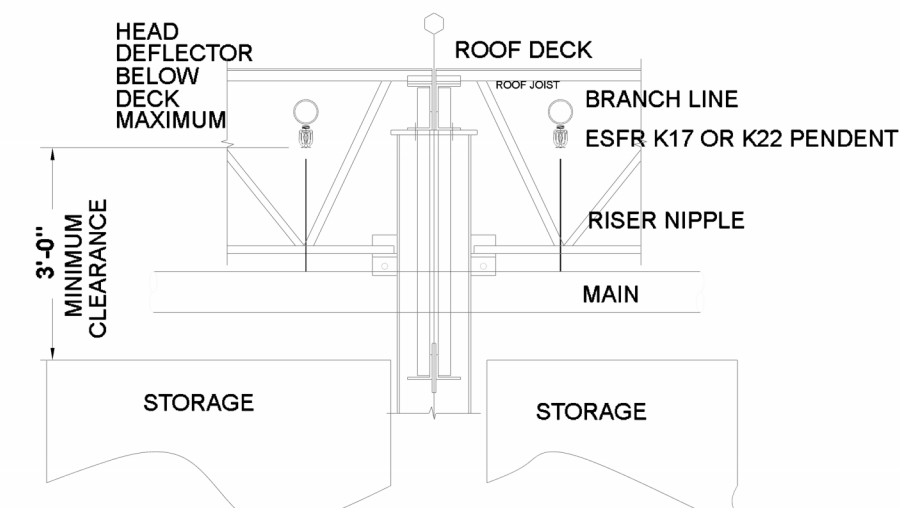 HEAD
DEFLECTOR
BELOW
DECK
MAXIMUM
ROOF DECK
ROOF JOIST
BRANCH LINE
ESFR K17 OR K22 PENDENT
RISER NIPPLE
3'-0"
MINIMUM
CLEARANCE
MAIN
STORAGE
STORAGE